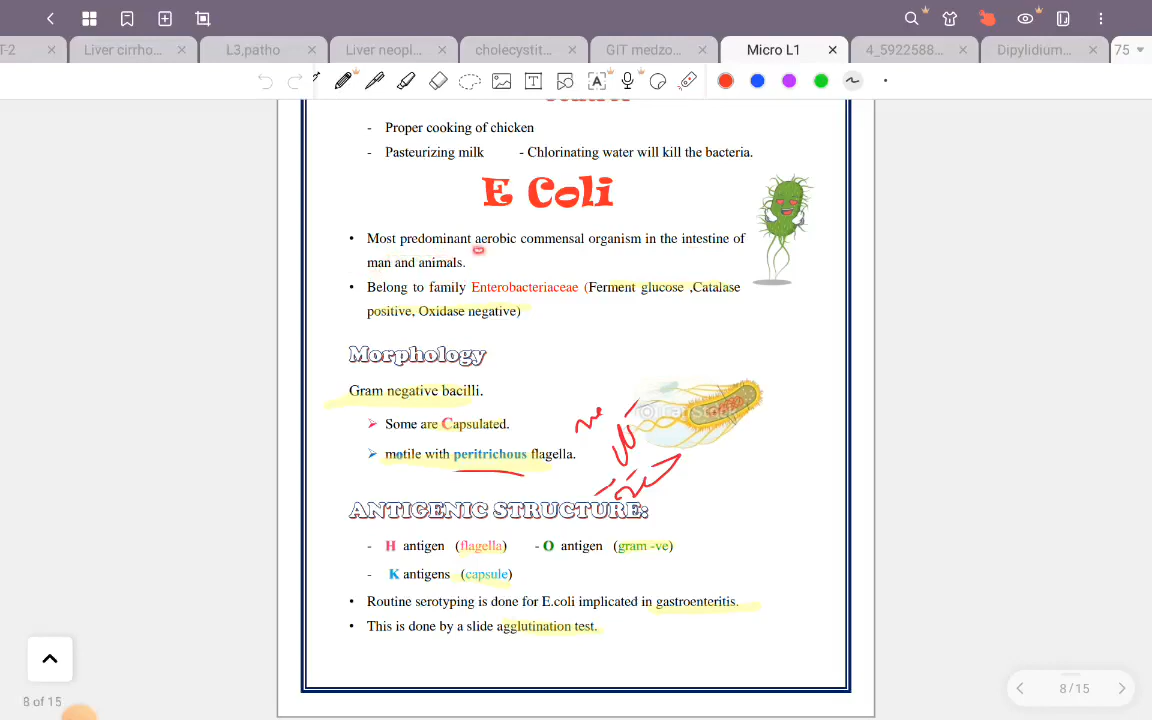 T-2
Liver cirrho...
L3,patho
Liver neopl...
cholecystit...
GIT medzo...
Micro L1
4_5922588...
Dipylidium...
75
- Proper cooking of chicken
- Pasteurizing milk - Chlorinating water will kill the bacteria.
E Coli
• Most predominant aerobic commensal organism in the intestine of
man and animals.
• Belong to family Enterobacteriaceae (Ferment glucose ,Catalase
positive, Oxidase negative)
Morphology
Gram negative bacilli.
➢ Some are Capsulated.
➢ motile with peritrichous flagella.
ANTIGENIC STRUCTURE:
- H antigen (flagella) - O antigen (gram -ve)
- K antigens (capsule)
• Routine serotyping is done for E.coli implicated in gastroenteritis.
• This is done by a slide agglutination test.
8 of 15
8/15